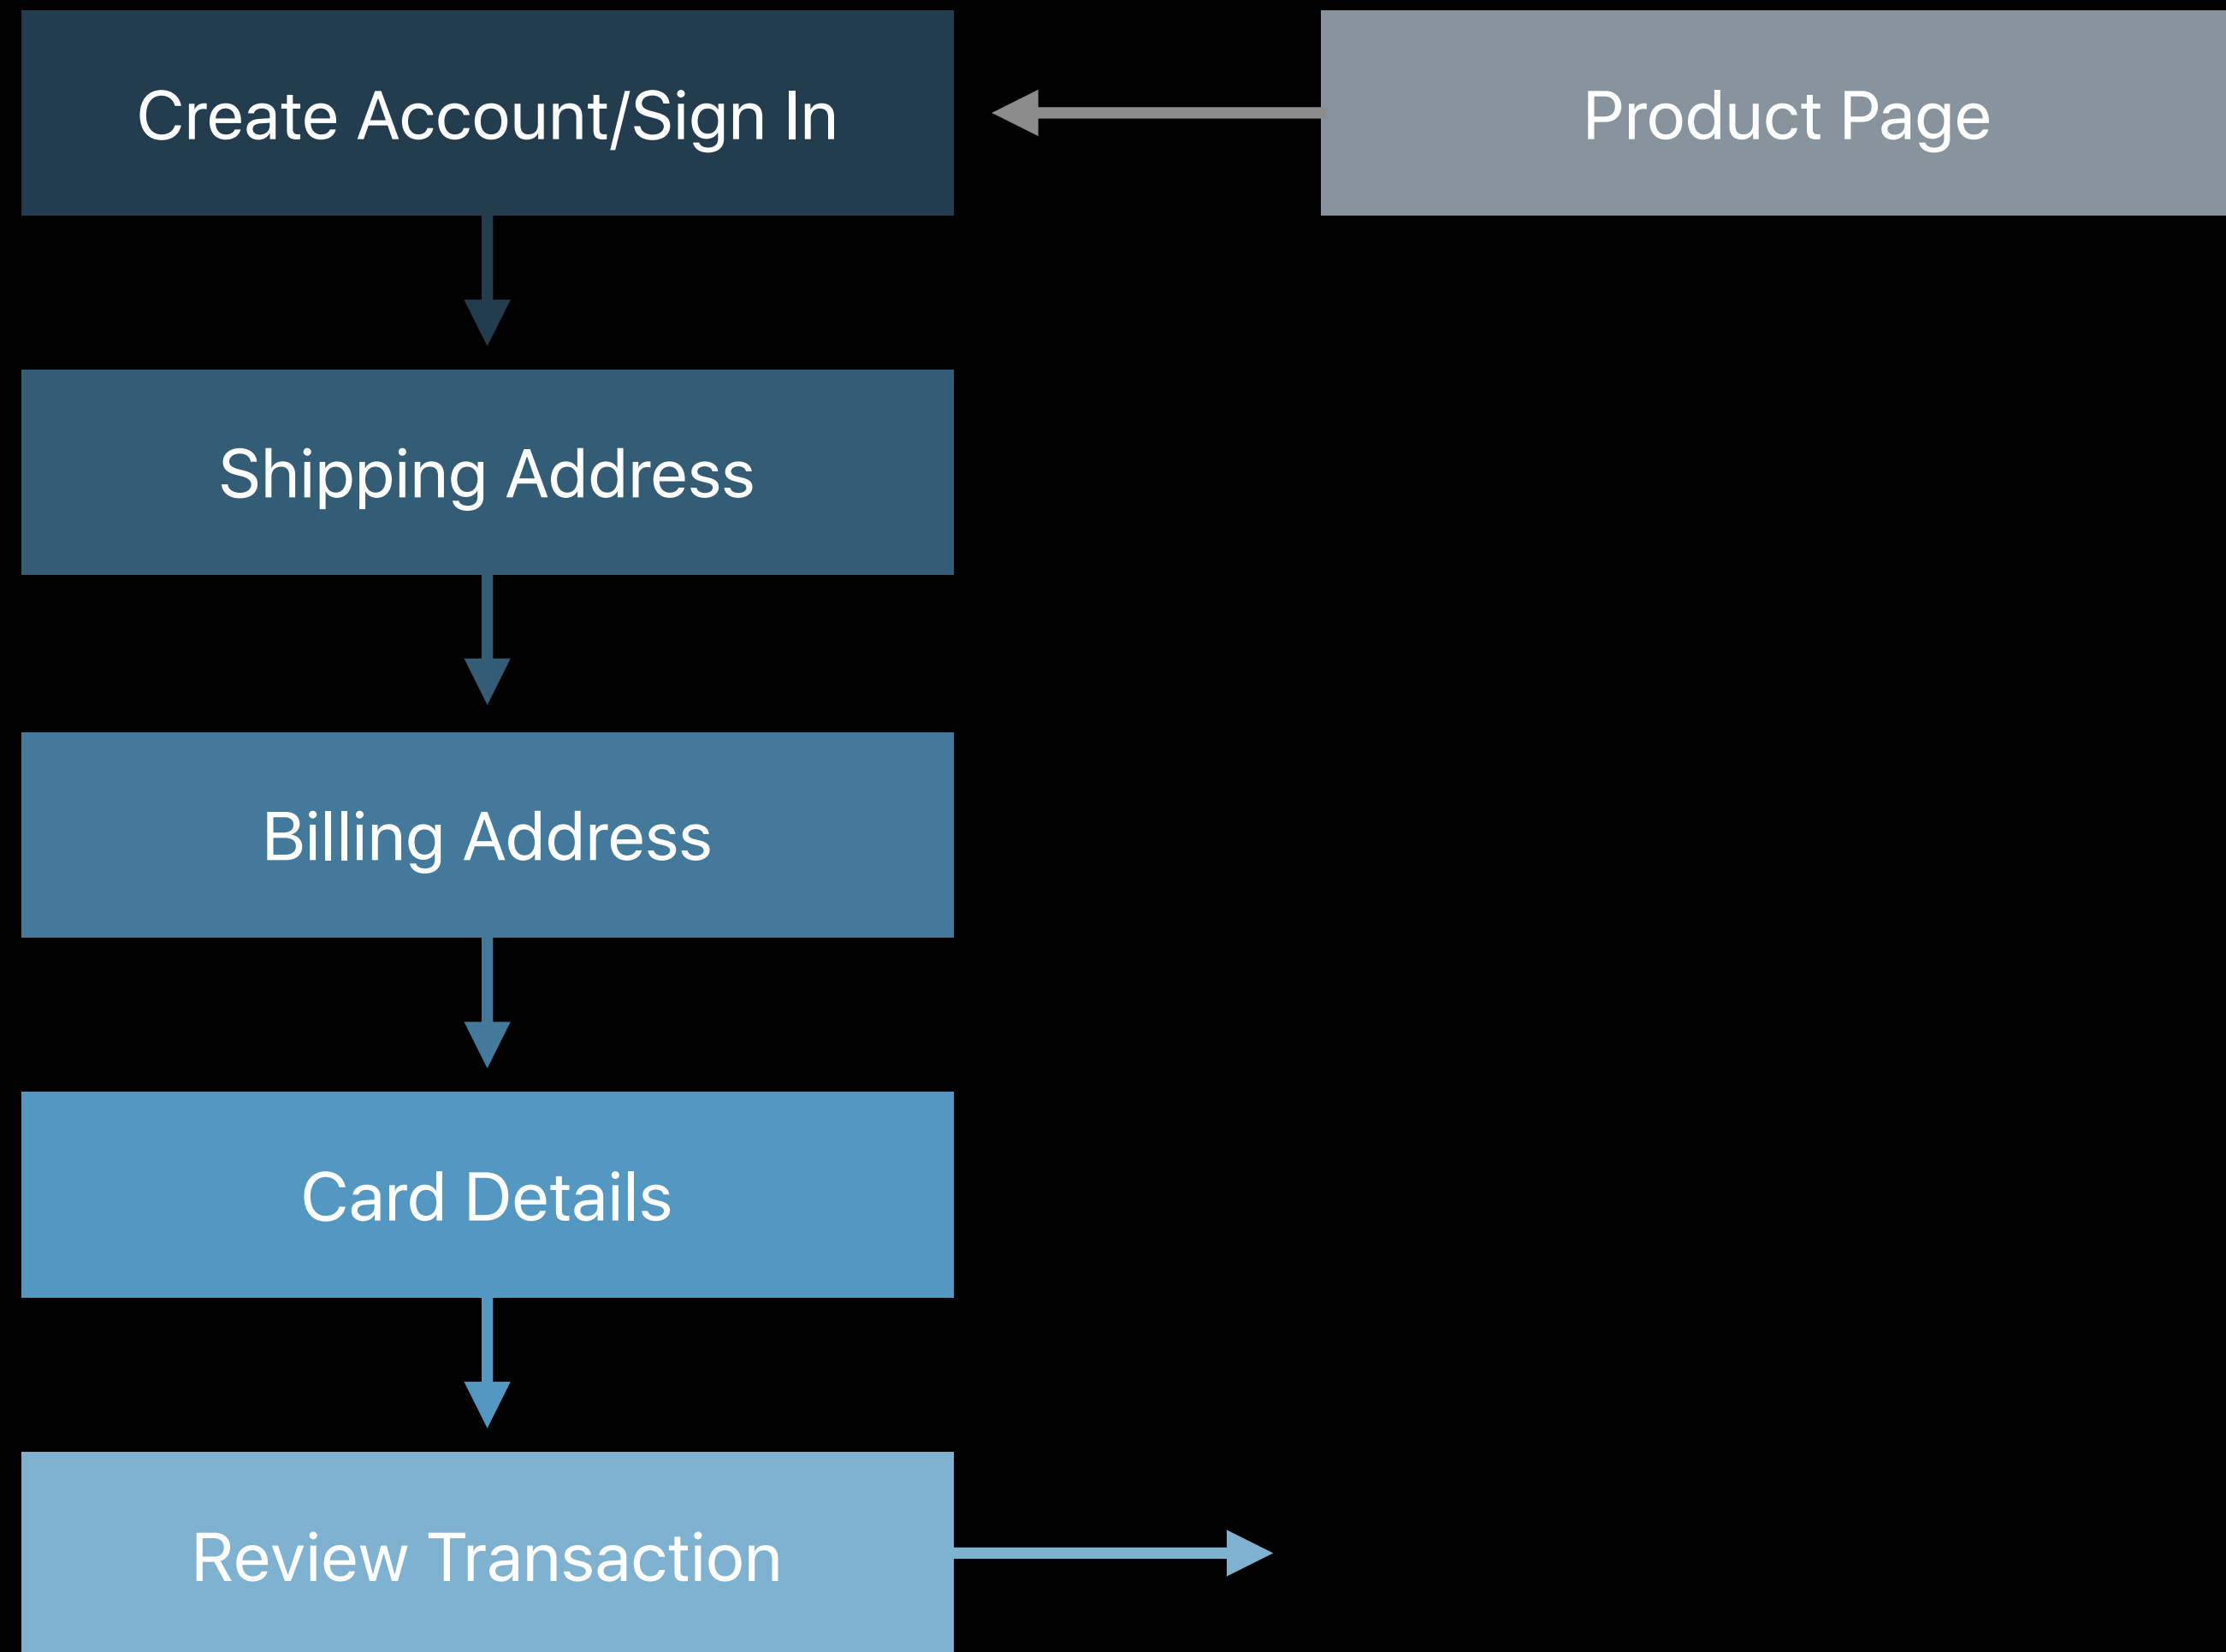 Create Account/Sign In
Product Page
Shipping Address
Billing Address
Card Details
Review Transaction